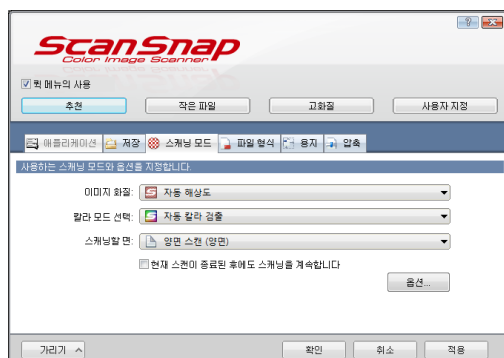 ScanSnap
Color Image Scanner
퀵 메뉴의 사용
추천 작은 파일 고화질 사용자 지정
애플리케이션 저장 스캐닝 모드 파일 형식 용지 압축
사용하는 스캐닝 모드와 옵션을 지정합니다.
이미지 화질: 자동 해상도
칼라 모드 선택: 자동 칼라 검출
스캐닝할 면: 양면 스캔 (양면)
현재 스캔이 종료된 후에도 스캐닝을 계속합니다
옵션...
가리기 확인 취소 적용